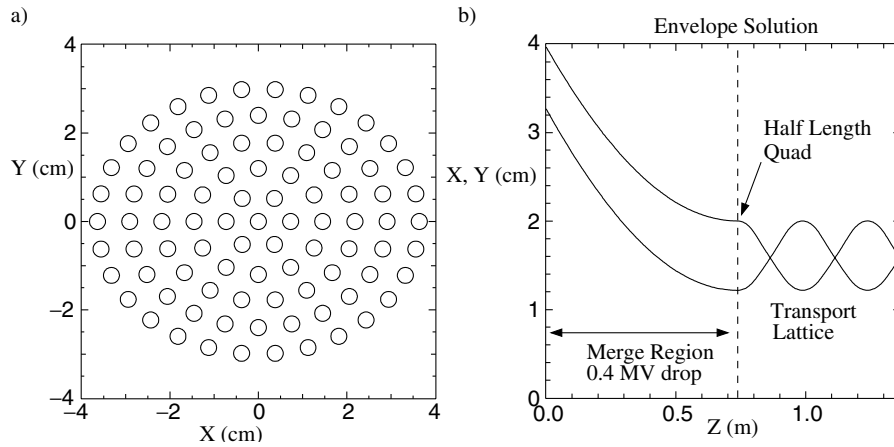 a)
4
2
Y (cm)
0
−2
−4
−4
−2
0
2
4
X (cm)
b)
Envelope Solution
4
3
X, Y (cm)
2
1
0
Half Length
Quad
Transport
Lattice
Merge Region
0.4 MV drop
0.0
0.5
1.0
Z (m)